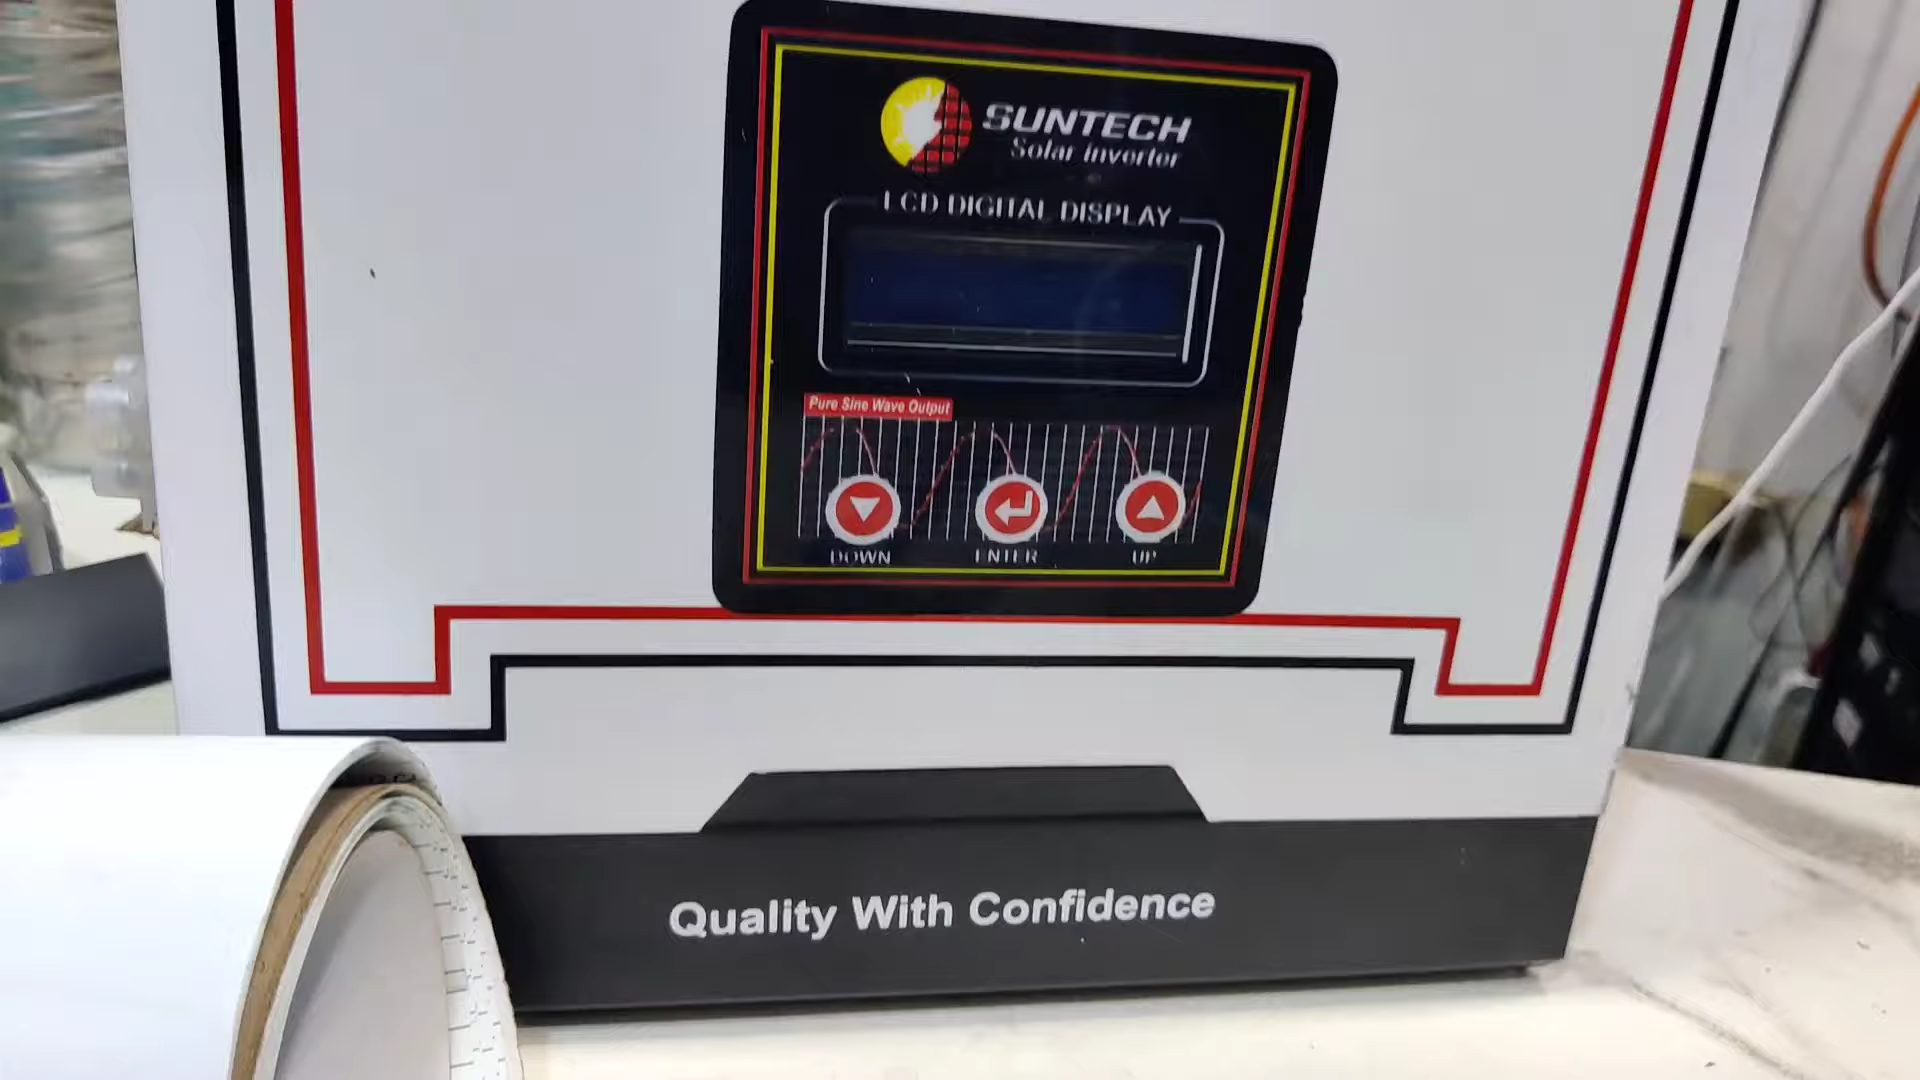 SUNTECH
Solar inverter
LCD DIGITAL DISPLAY
Pure Sine Wave Output
DOWN
ENTER
UP
Quality With Confidence